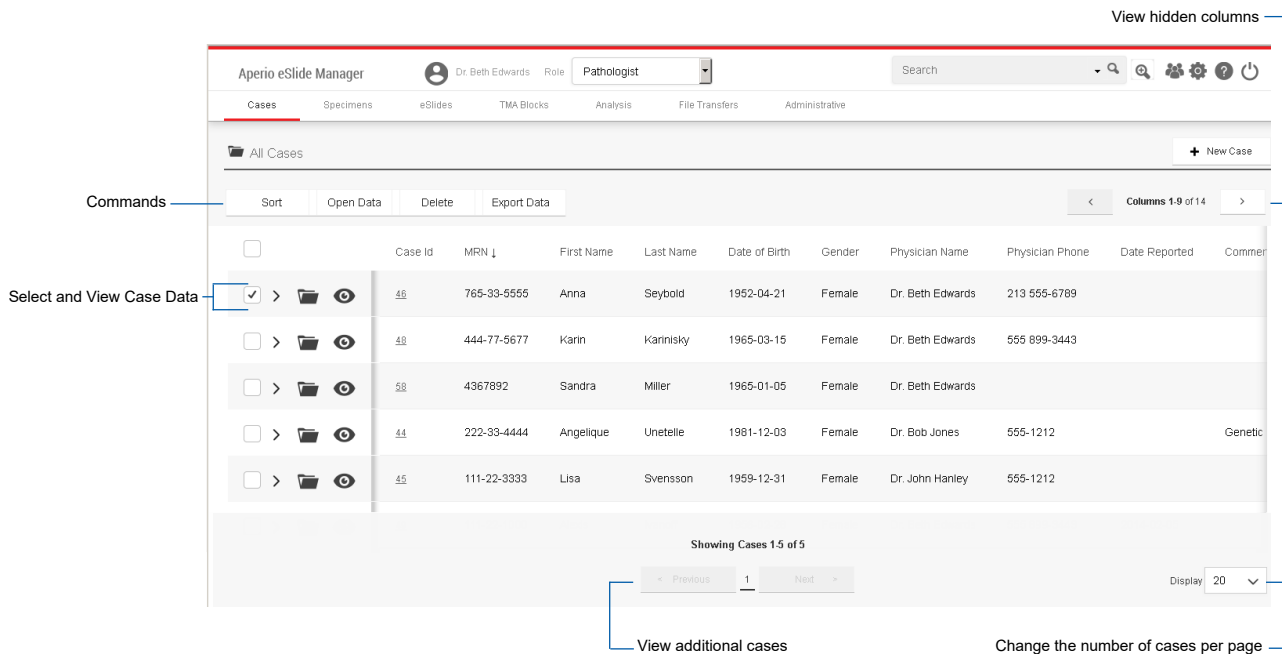 View hidden columns
Aperio eSlide Manager Dr. Beth Edwards Role Pathologist Search
Cases Specimens eSlides TMA Blocks Analysis File Transfers Administrative
All Cases + New Case
Commands Sort Open Data Delete Export Data < Columns 1-9 of 14 >
Case Id MRN ↓ First Name Last Name Date of Birth Gender Physician Name Physician Phone Date Reported Commer
Select and View Case Data 46 765-33-5555 Anna Seybold 1952-04-21 Female Dr. Beth Edwards 213 555-6789
48 444-77-5677 Karin Karinisky 1965-03-15 Female Dr. Beth Edwards 555 899-3443
58 4367892 Sandra Miller 1965-01-05 Female Dr. Beth Edwards
44 222-33-4444 Angelique Unetelle 1981-12-03 Female Dr. Bob Jones 555-1212 Genetic
45 111-22-3333 Lisa Svensson 1959-12-31 Female Dr. John Hanley 555-1212
Showing Cases 1-5 of 5
Previous 1 Next Display 20
View additional cases Change the number of cases per page